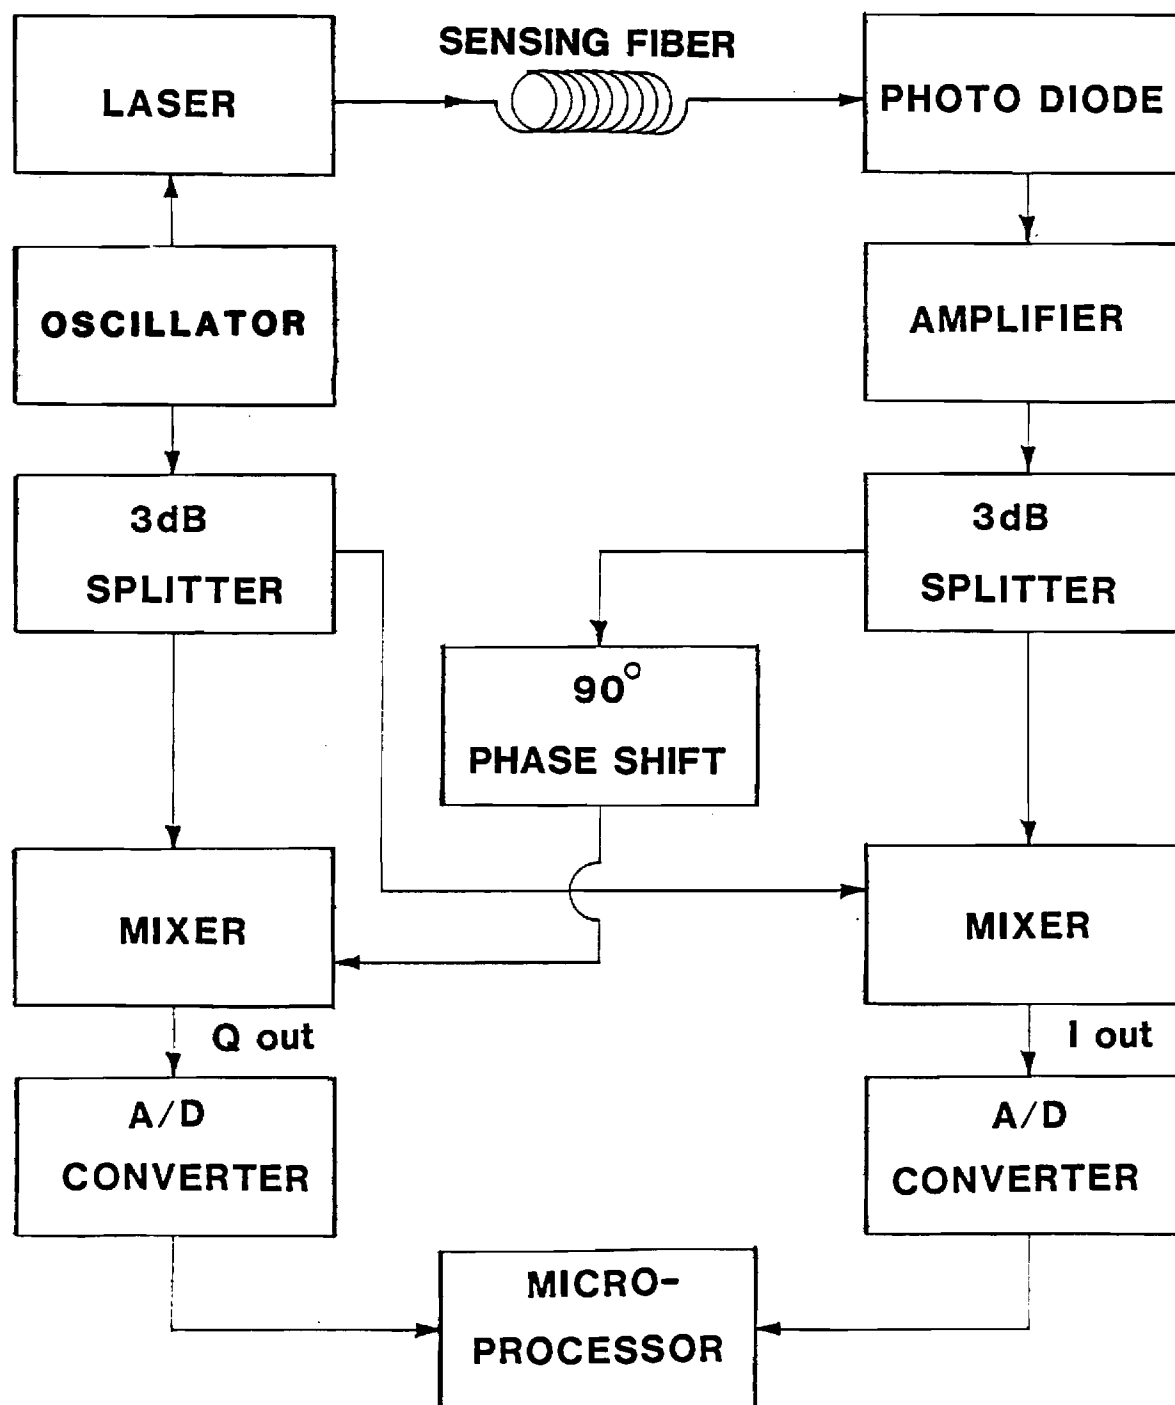 SENSING FIBER
LASER
PHOTO DIODE
OSCILLATOR
AMPLIFIER
3dB
SPLITTER
3dB
SPLITTER
90°
PHASE SHIFT
MIXER
MIXER
Q out
I out
A/D
CONVERTER
A/D
CONVERTER
MICRO-
PROCESSOR